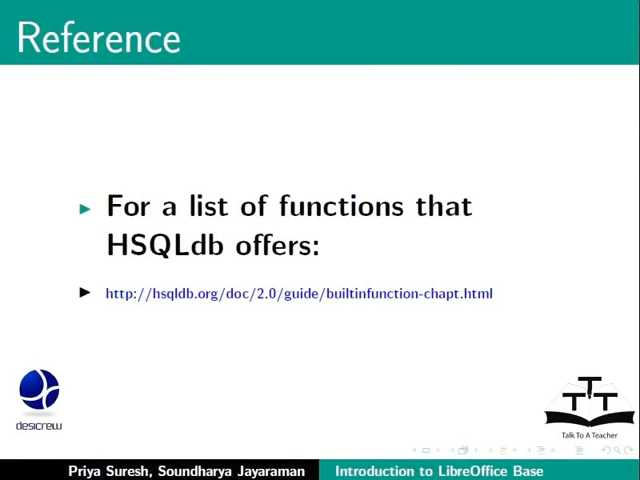 Reference
For a list of functions that
HSQLdb offers:
http://hsqldb.org/doc/2.0/guide/builtinfunction-chapt.html
desicrew
T T T
Talk To A Teacher
Priya Suresh, Soundharya Jayaraman Introduction to LibreOffice Base